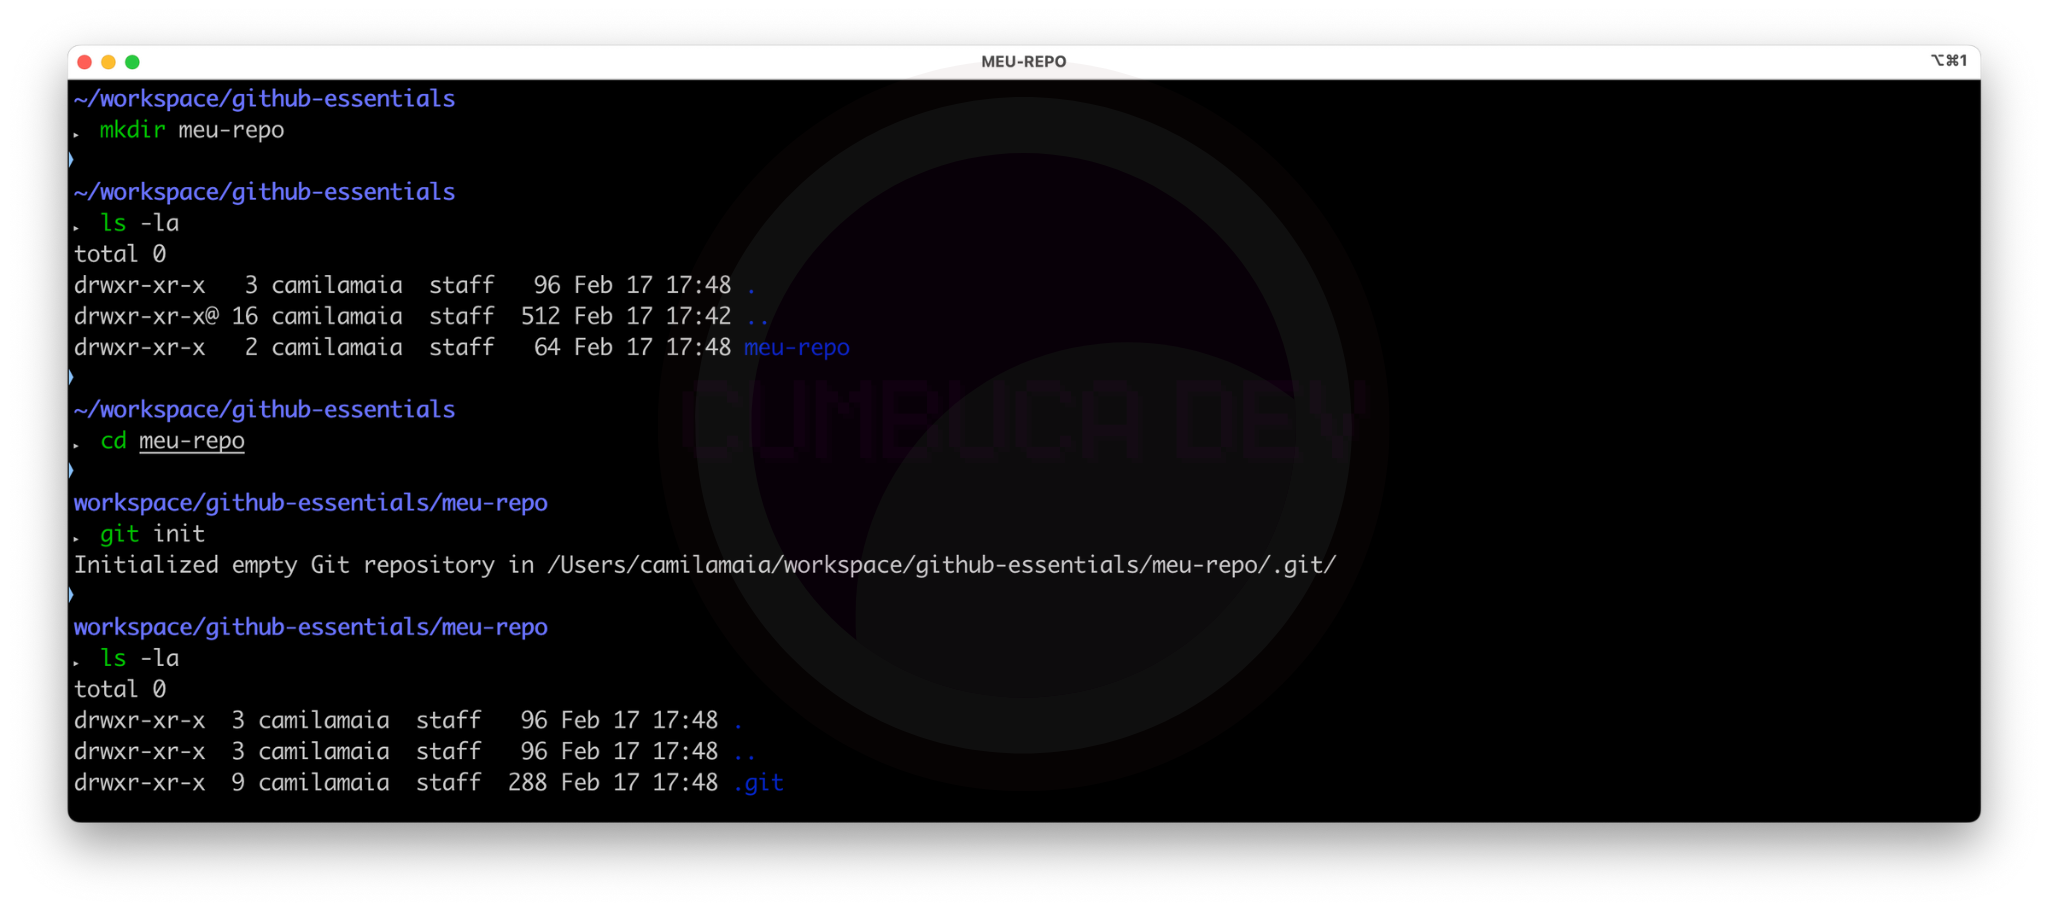 MEU-REPO ⌥⌘1
~/workspace/github-essentials
▸ mkdir meu-repo
~/workspace/github-essentials
▸ ls -la
total 0
drwxr-xr-x   3 camilamaia  staff   96 Feb 17 17:48 .
drwxr-xr-x@ 16 camilamaia  staff  512 Feb 17 17:42 ..
drwxr-xr-x   2 camilamaia  staff   64 Feb 17 17:48 meu-repo
CUMBUCA DEV
~/workspace/github-essentials
▸ cd meu-repo
workspace/github-essentials/meu-repo
▸ git init
Initialized empty Git repository in /Users/camilamaia/workspace/github-essentials/meu-repo/.git/
workspace/github-essentials/meu-repo
▸ ls -la
total 0
drwxr-xr-x  3 camilamaia  staff   96 Feb 17 17:48 .
drwxr-xr-x  3 camilamaia  staff   96 Feb 17 17:48 ..
drwxr-xr-x  9 camilamaia  staff  288 Feb 17 17:48 .git